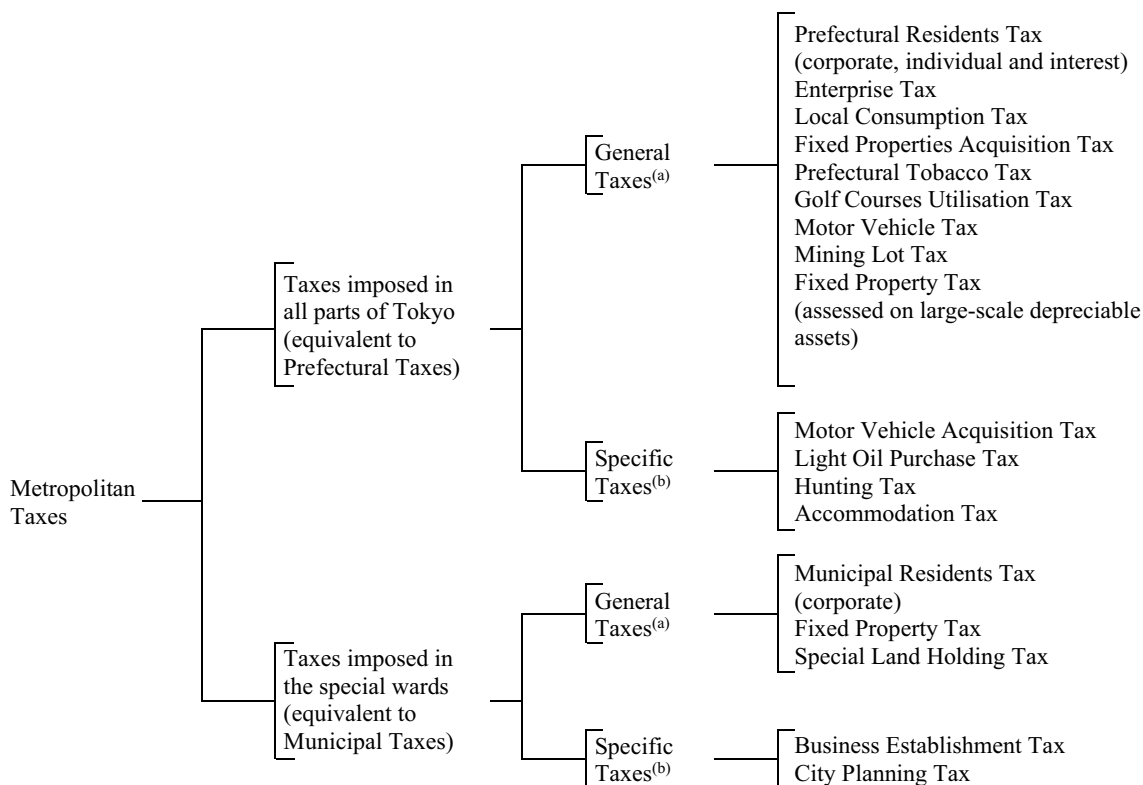 Metropolitan
Taxes
Taxes imposed in
all parts of Tokyo
(equivalent to
Prefectural Taxes)
General
Taxes(a)
Prefectural Residents Tax
(corporate, individual and interest)
Enterprise Tax
Local Consumption Tax
Fixed Properties Acquisition Tax
Prefectural Tobacco Tax
Golf Courses Utilisation Tax
Motor Vehicle Tax
Mining Lot Tax
Fixed Property Tax
(assessed on large-scale depreciable
assets)
Specific
Taxes(b)
Motor Vehicle Acquisition Tax
Light Oil Purchase Tax
Hunting Tax
Accommodation Tax
Taxes imposed in
the special wards
(equivalent to
Municipal Taxes)
General
Taxes(a)
Municipal Residents Tax
(corporate)
Fixed Property Tax
Special Land Holding Tax
Specific
Taxes(b)
Business Establishment Tax
City Planning Tax